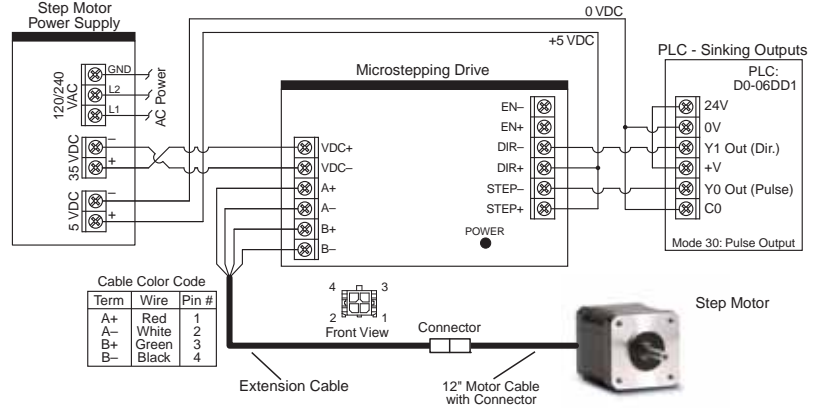 Step Motor
Power Supply
0 VDC
+5 VDC
PLC - Sinking Outputs
120/240
VAC
GND
L2
L1
AC Power
35 VDC
–
+
5 VDC
–
+
Microstepping Drive
VDC+
VDC–
A+
A–
B+
B–
EN–
EN+
DIR–
DIR+
STEP–
STEP+
POWER
PLC:
D0-06DD1
24V
0V
Y1 Out (Dir.)
+V
Y0 Out (Pulse)
C0
Mode 30: Pulse Output
Cable Color Code
Term Wire Pin #
A+ Red 1
A– White 2
B+ Green 3
B– Black 4
4 3
2 1
Front View
Connector
Step Motor
Extension Cable
12" Motor Cable
with Connector